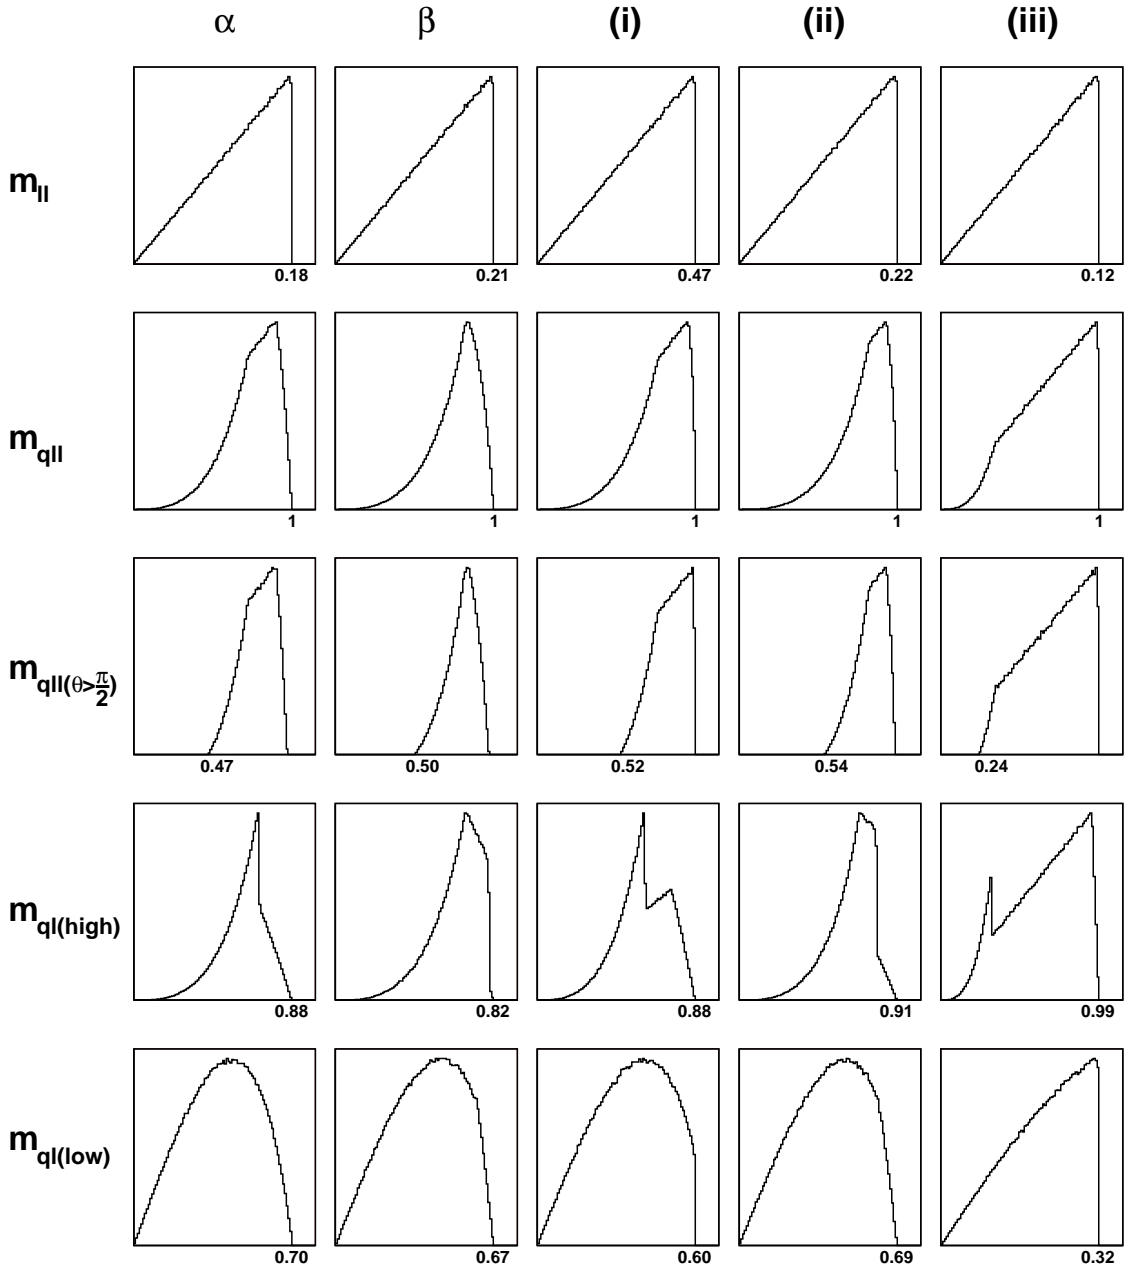 α β (i) (ii) (iii)
m_ll
0.18 0.21 0.47 0.22 0.12
m_qll
1 1 1 1 1
m_qll(θ>π/2)
0.47 0.50 0.52 0.54 0.24
m_ql(high)
0.88 0.82 0.88 0.91 0.99
m_ql(low)
0.70 0.67 0.60 0.69 0.32